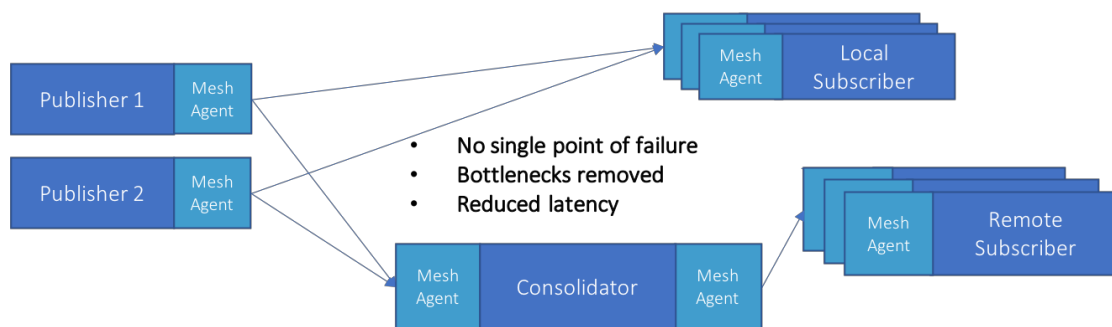 Publisher 1
Mesh
Agent
Publisher 2
Mesh
Agent
Mesh
Agent
Local
Subscriber
• No single point of failure
• Bottlenecks removed
• Reduced latency
Mesh
Agent
Consolidator
Mesh
Agent
Mesh
Agent
Remote
Subscriber